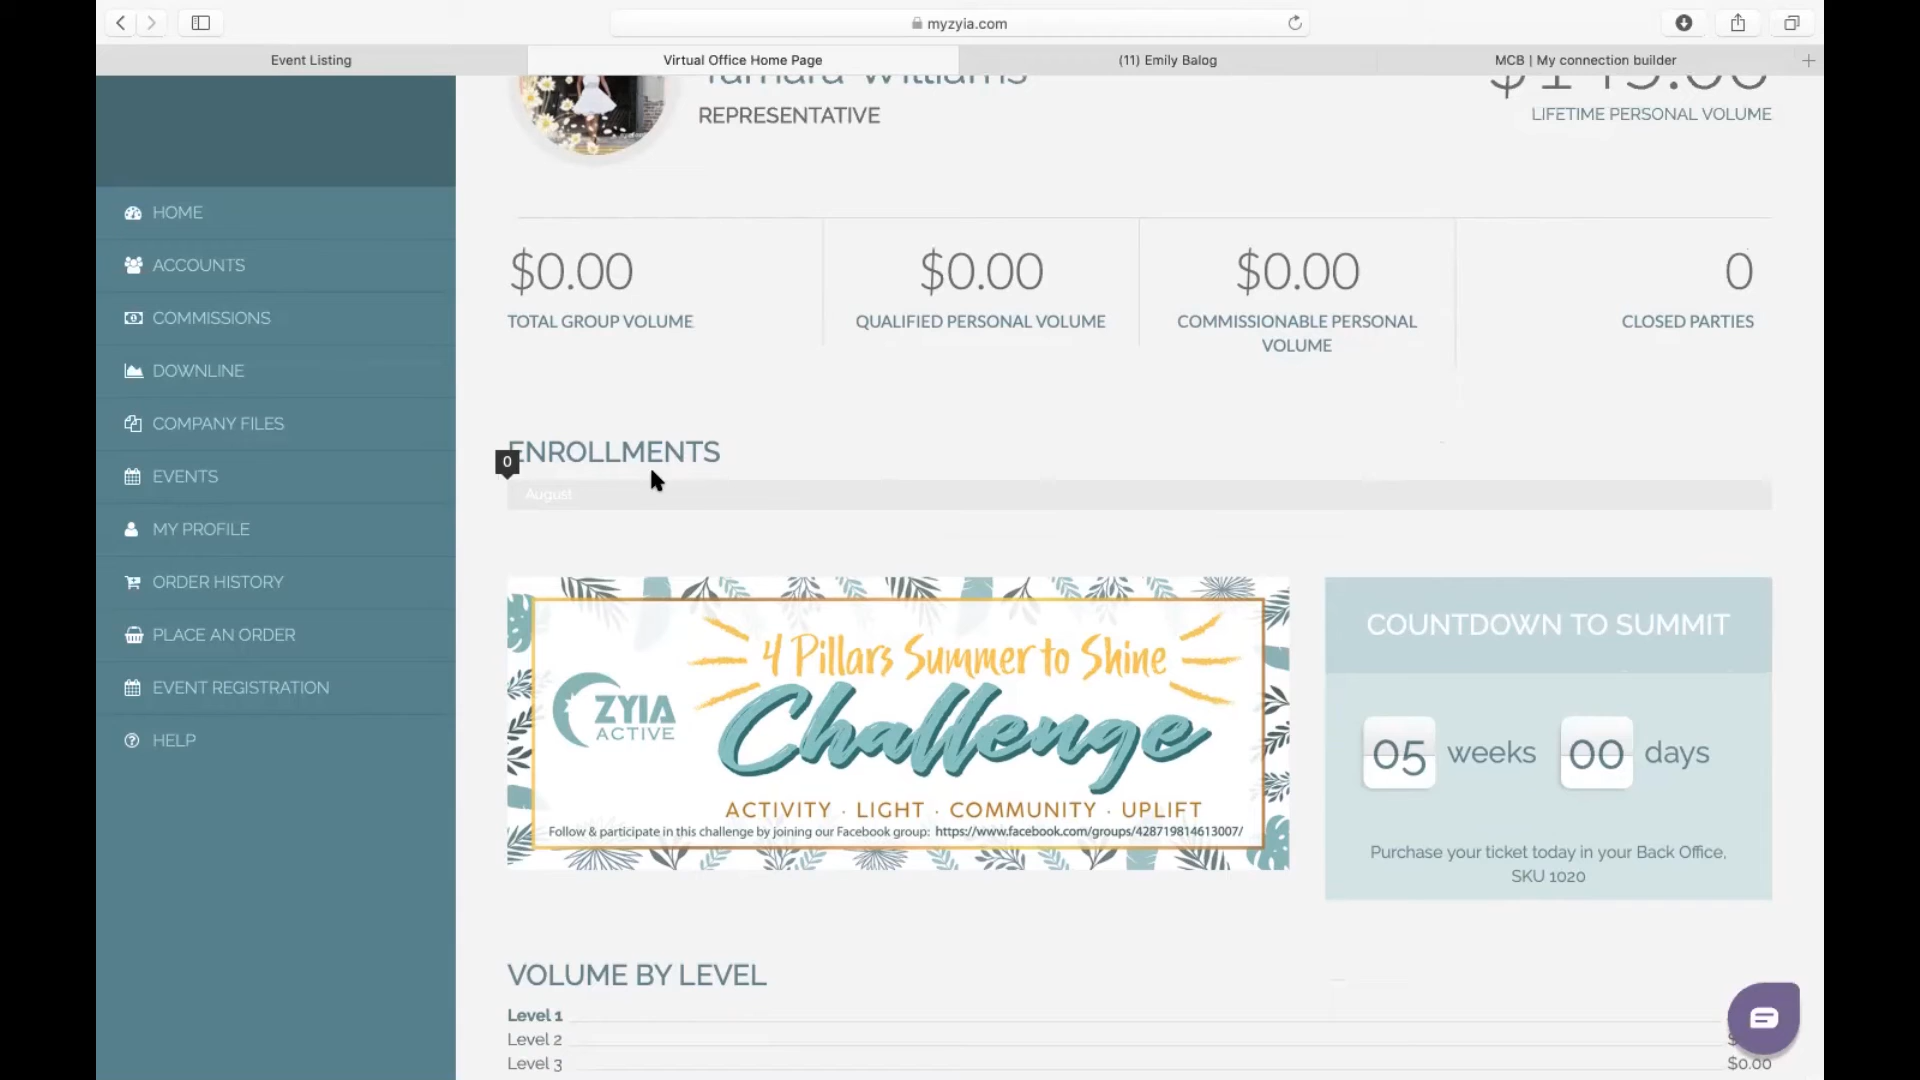 myzyia.com
Event Listing
Virtual Office Home Page
(11) Emily Balog
MCB | My connection builder
Tamara Williams
REPRESENTATIVE
LIFETIME PERSONAL VOLUME
HOME
ACCOUNTS
COMMISSIONS
DOWNLINE
COMPANY FILES
EVENTS
MY PROFILE
ORDER HISTORY
PLACE AN ORDER
EVENT REGISTRATION
HELP
$0.00
TOTAL GROUP VOLUME
$0.00
QUALIFIED PERSONAL VOLUME
$0.00
COMMISSIONABLE PERSONAL
VOLUME
0
CLOSED PARTIES
ENROLLMENTS
0
August
4 Pillars Summer to Shine
Challenge
ZYIA
ACTIVE
ACTIVITY · LIGHT · COMMUNITY · UPLIFT
Follow & participate in this challenge by joining our Facebook group: https://www.facebook.com/groups/428719814613007/
COUNTDOWN TO SUMMIT
05 weeks 00 days
Purchase your ticket today in your Back Office,
SKU 1020
VOLUME BY LEVEL
Level 1
Level 2
Level 3 $0.00